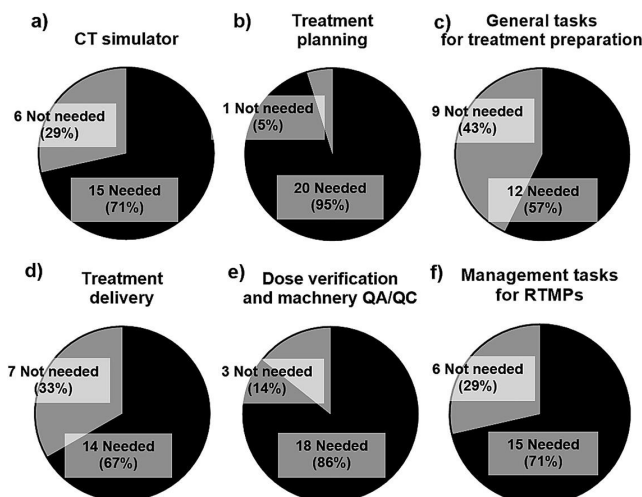 a)
CT simulator
6 Not needed
(29%)
15 Needed
(71%)
b)
Treatment
planning
1 Not needed
(5%)
20 Needed
(95%)
c)
General tasks
for treatment preparation
9 Not needed
(43%)
12 Needed
(57%)
d)
Treatment
delivery
7 Not needed
(33%)
14 Needed
(67%)
e)
Dose verification
and machnery QA/QC
3 Not needed
(14%)
18 Needed
(86%)
f)
Management tasks
for RTMPs
6 Not needed
(29%)
15 Needed
(71%)